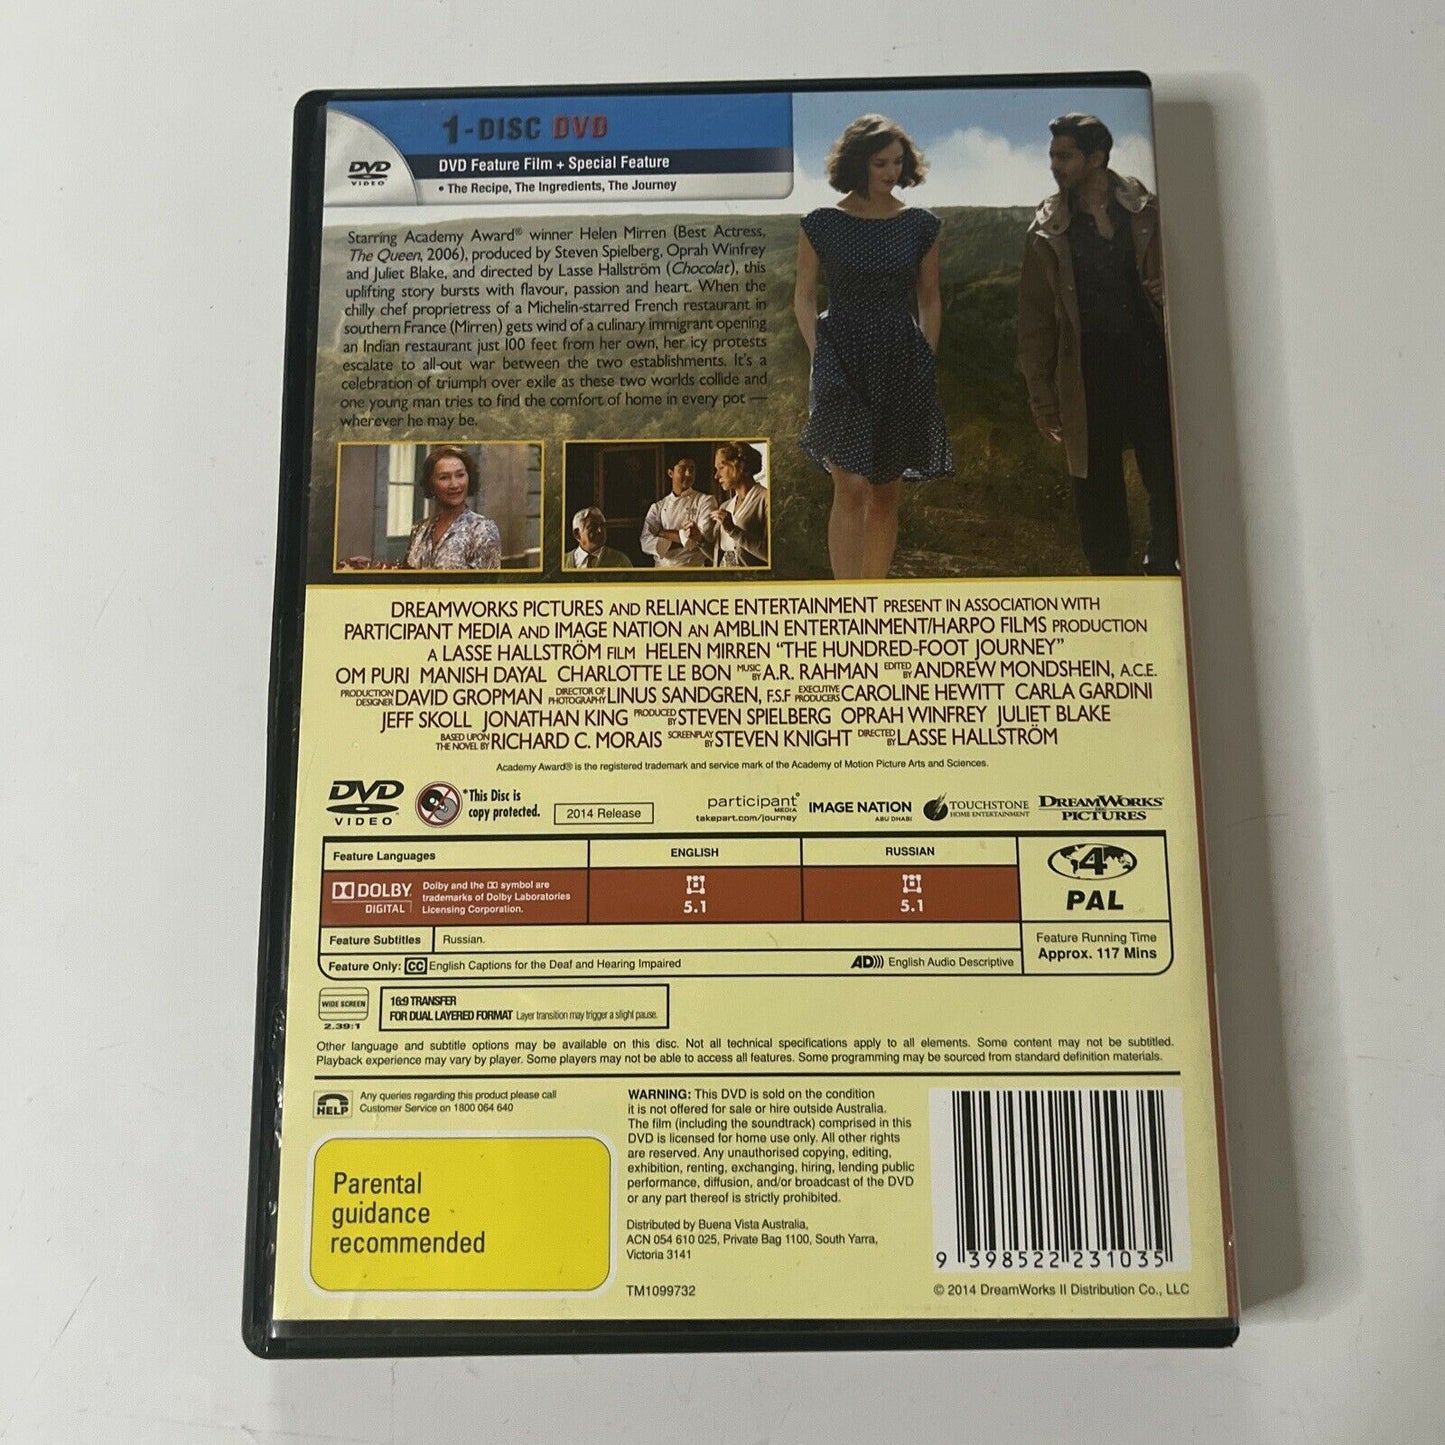 1-DISC DVD
DVD Feature Film + Special Feature
• The Recipe, The Ingredients, The Journey
DVD
VIDEO
Starring Academy Award® winner Helen Mirren (Best Actress,
The Queen, 2006), produced by Steven Spielberg, Oprah Winfrey
and Juliet Blake, and directed by Lasse Hallström (Chocolat), this
uplifting story bursts with flavour, passion and heart. When the
chilly chef proprietress of a Michelin-starred French restaurant in
southern France (Mirren) gets wind of a culinary immigrant opening
an Indian restaurant just 100 feet from her own, her icy protests
escalate to all-out war between the two establishments. It's a
celebration of triumph over exile as these two worlds collide and
one young man tries to find the comfort of home in every pot —
wherever he may be.
DREAMWORKS PICTURES AND RELIANCE ENTERTAINMENT PRESENT IN ASSOCIATION WITH
PARTICIPANT MEDIA AND IMAGE NATION AN AMBLIN ENTERTAINMENT/HARPO FILMS PRODUCTION
A LASSE HALLSTRÖM FILM HELEN MIRREN "THE HUNDRED-FOOT JOURNEY"
OM PURI MANISH DAYAL CHARLOTTE LE BON MUSIC BY A.R. RAHMAN EDITED BY ANDREW MONDSHEIN, A.C.E.
PRODUCTION DESIGNER DAVID GROPMAN DIRECTOR OF PHOTOGRAPHY LINUS SANDGREN, F.S.F EXECUTIVE PRODUCERS CAROLINE HEWITT CARLA GARDINI
JEFF SKOLL JONATHAN KING PRODUCED BY STEVEN SPIELBERG OPRAH WINFREY JULIET BLAKE
BASED UPON THE NOVEL BY RICHARD C. MORAIS SCREENPLAY BY STEVEN KNIGHT DIRECTED BY LASSE HALLSTRÖM
Academy Award® is the registered trademark and service mark of the Academy of Motion Picture Arts and Sciences.
DVD
VIDEO
*This Disc is
copy protected.
2014 Release
participant
MEDIA
takepart.com/journey
IMAGE NATION
ABU DHABI
TOUCHSTONE
HOME ENTERTAINMENT
DREAMWORKS
PICTURES
Feature Languages
ENGLISH
RUSSIAN
DOLBY
DIGITAL
Dolby and the symbol are
trademarks of Dolby Laboratories
Licensing Corporation.
5.1
5.1
4
PAL
Feature Subtitles
Russian.
Feature Running Time
Approx. 117 Mins
Feature Only: CC English Captions for the Deaf and Hearing Impaired
AD))) English Audio Descriptive
WIDE SCREEN
2.39:1
16:9 TRANSFER
FOR DUAL LAYERED FORMAT Layer transition may trigger a slight pause.
Other language and subtitle options may be available on this disc. Not all technical specifications apply to all elements. Some content may not be subtitled.
Playback experience may vary by player. Some players may not be able to access all features. Some programming may be sourced from standard definition materials.
HELP
Any queries regarding this product please call
Customer Service on 1800 064 640
Parental
guidance
recommended
WARNING: This DVD is sold on the condition
it is not offered for sale or hire outside Australia.
The film (including the soundtrack) comprised in this
DVD is licensed for home use only. All other rights
are reserved. Any unauthorised copying, editing,
exhibition, renting, exchanging, hiring, lending public
performance, diffusion, and/or broadcast of the DVD
or any part thereof is strictly prohibited.
Distributed by Buena Vista Australia,
ACN 054 610 025, Private Bag 1100, South Yarra,
Victoria 3141
TM1099732
9 398522 231035
© 2014 DreamWorks II Distribution Co., LLC